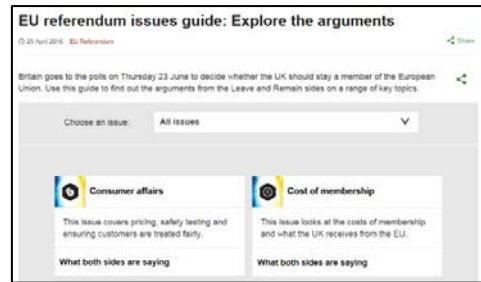 EU referendum issues guide: Explore the arguments
EU Referendum
Share
Britain goes to the polls on Thursday 23 June to decide whether the UK should stay a member of the European
Union. Use this guide to find out the arguments from the Leave and Remain sides on a range of key topics.
Choose an issue: All issues
Consumer affairs
This issue covers pricing, safety testing and
ensuring customers are treated fairly.
What both sides are saying
Cost of membership
This issue looks at the costs of membership
and what the UK receives from the EU.
What both sides are saying